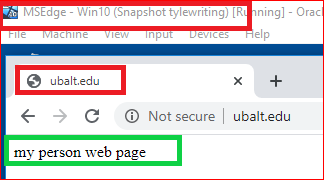 MSEdge - Win10 (Snapshot tylewriting) [Running] - Orac
File Machine View Input Devices Help
ubalt.edu
Not secure | ubalt.edu
my person web page